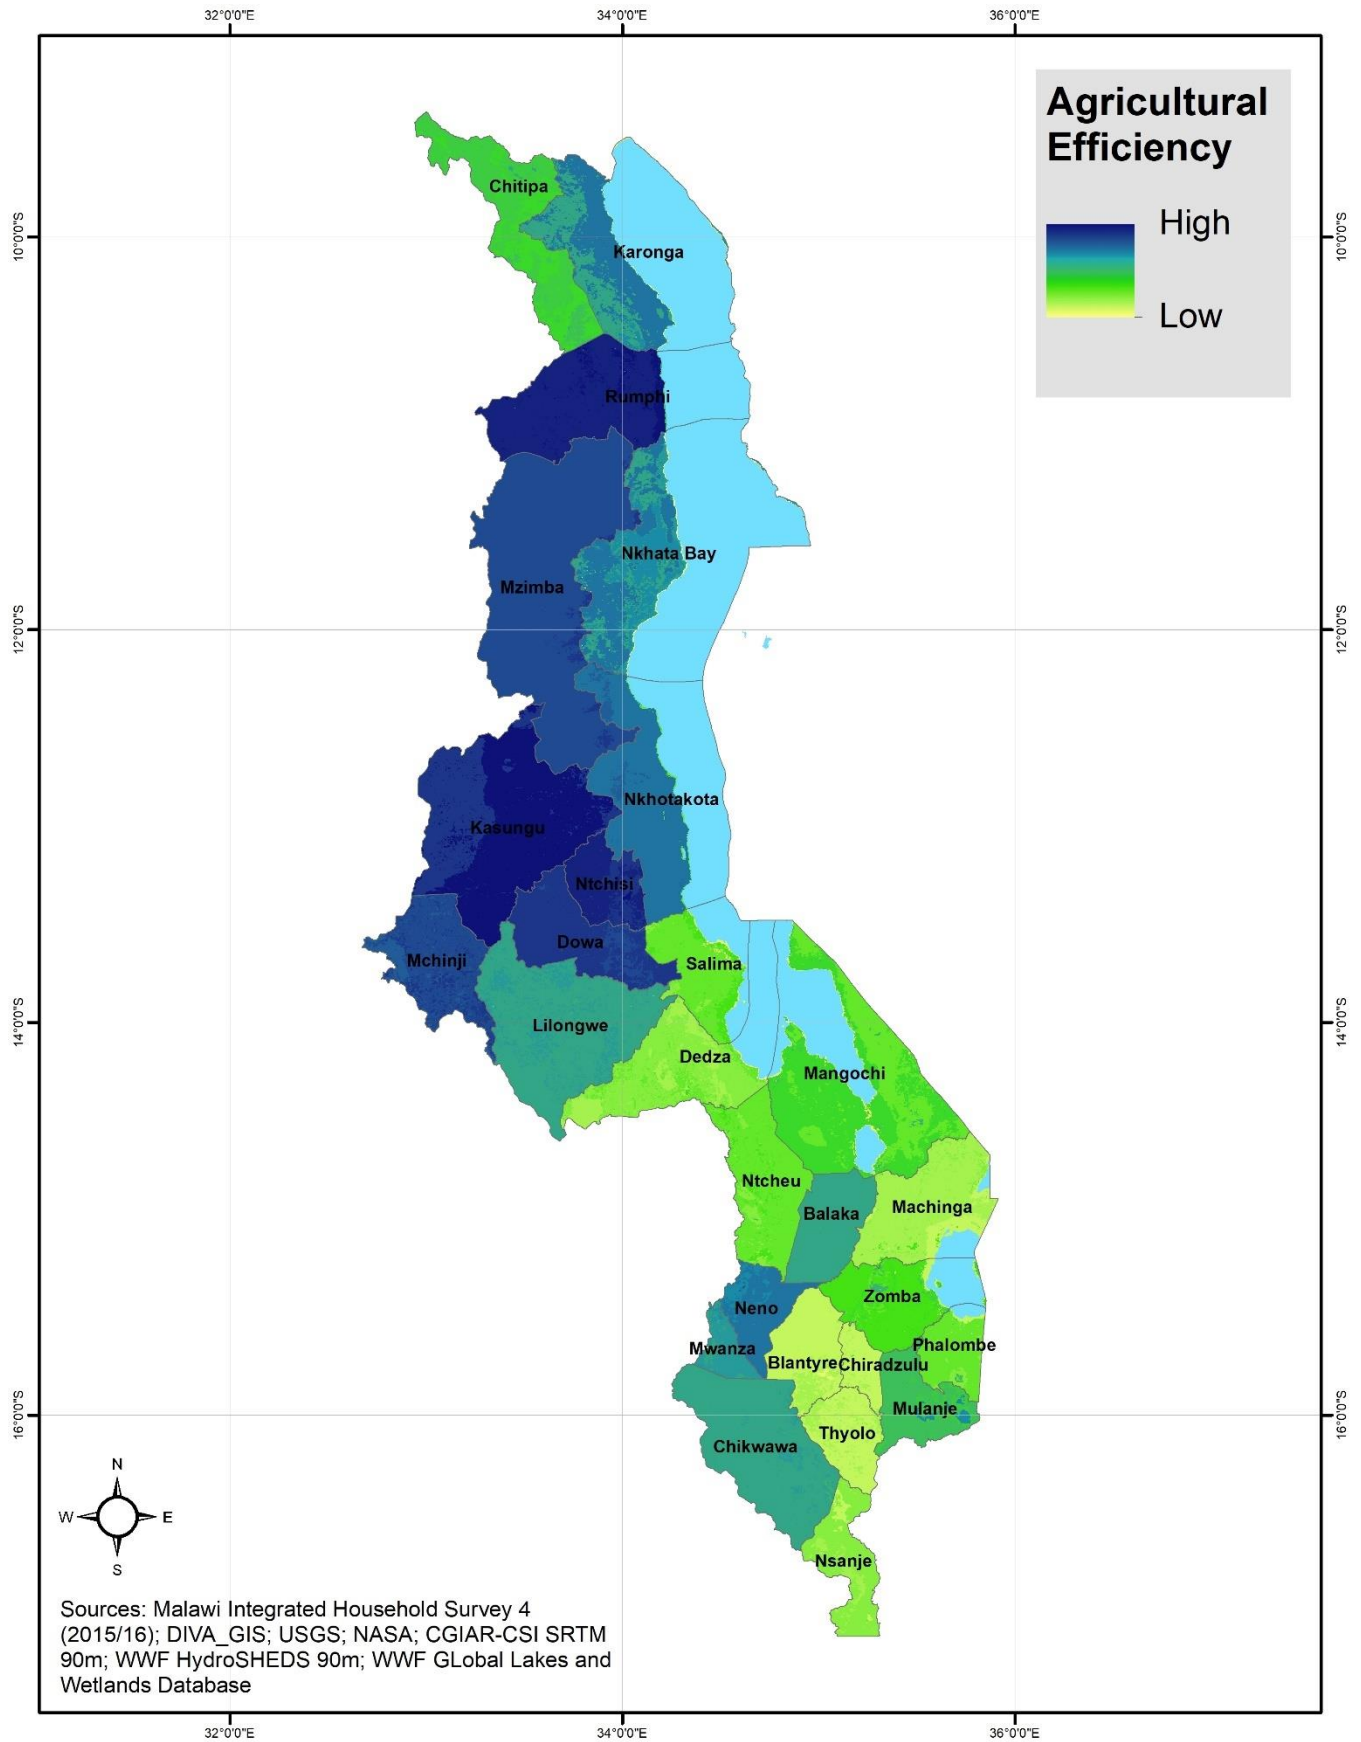 32°0'0"E
34°0'0"E
36°0'0"E
Agricultural
Efficiency
High
Low
10°0'0"S
10°0'0"S
12°0'0"S
12°0'0"S
14°0'0"S
14°0'0"S
16°0'0"S
16°0'0"S
Chitipa
Karonga
Rumphi
Nkhata Bay
Mzimba
Nkhotakota
Kasungu
Ntchisi
Dowa
Mchinji
Salima
Lilongwe
Dedza
Mangochi
Ntcheu
Machinga
Balaka
Zomba
Neno
Phalombe
Mwanza
Blantyre
Chiradzulu
Mulanje
Thyolo
Chikwawa
Nsanje
N
W
E
S
Sources: Malawi Integrated Household Survey 4
(2015/16); DIVA_GIS; USGS; NASA; CGIAR-CSI SRTM
90m; WWF HydroSHEDS 90m; WWF GLobal Lakes and
Wetlands Database
32°0'0"E
34°0'0"E
36°0'0"E